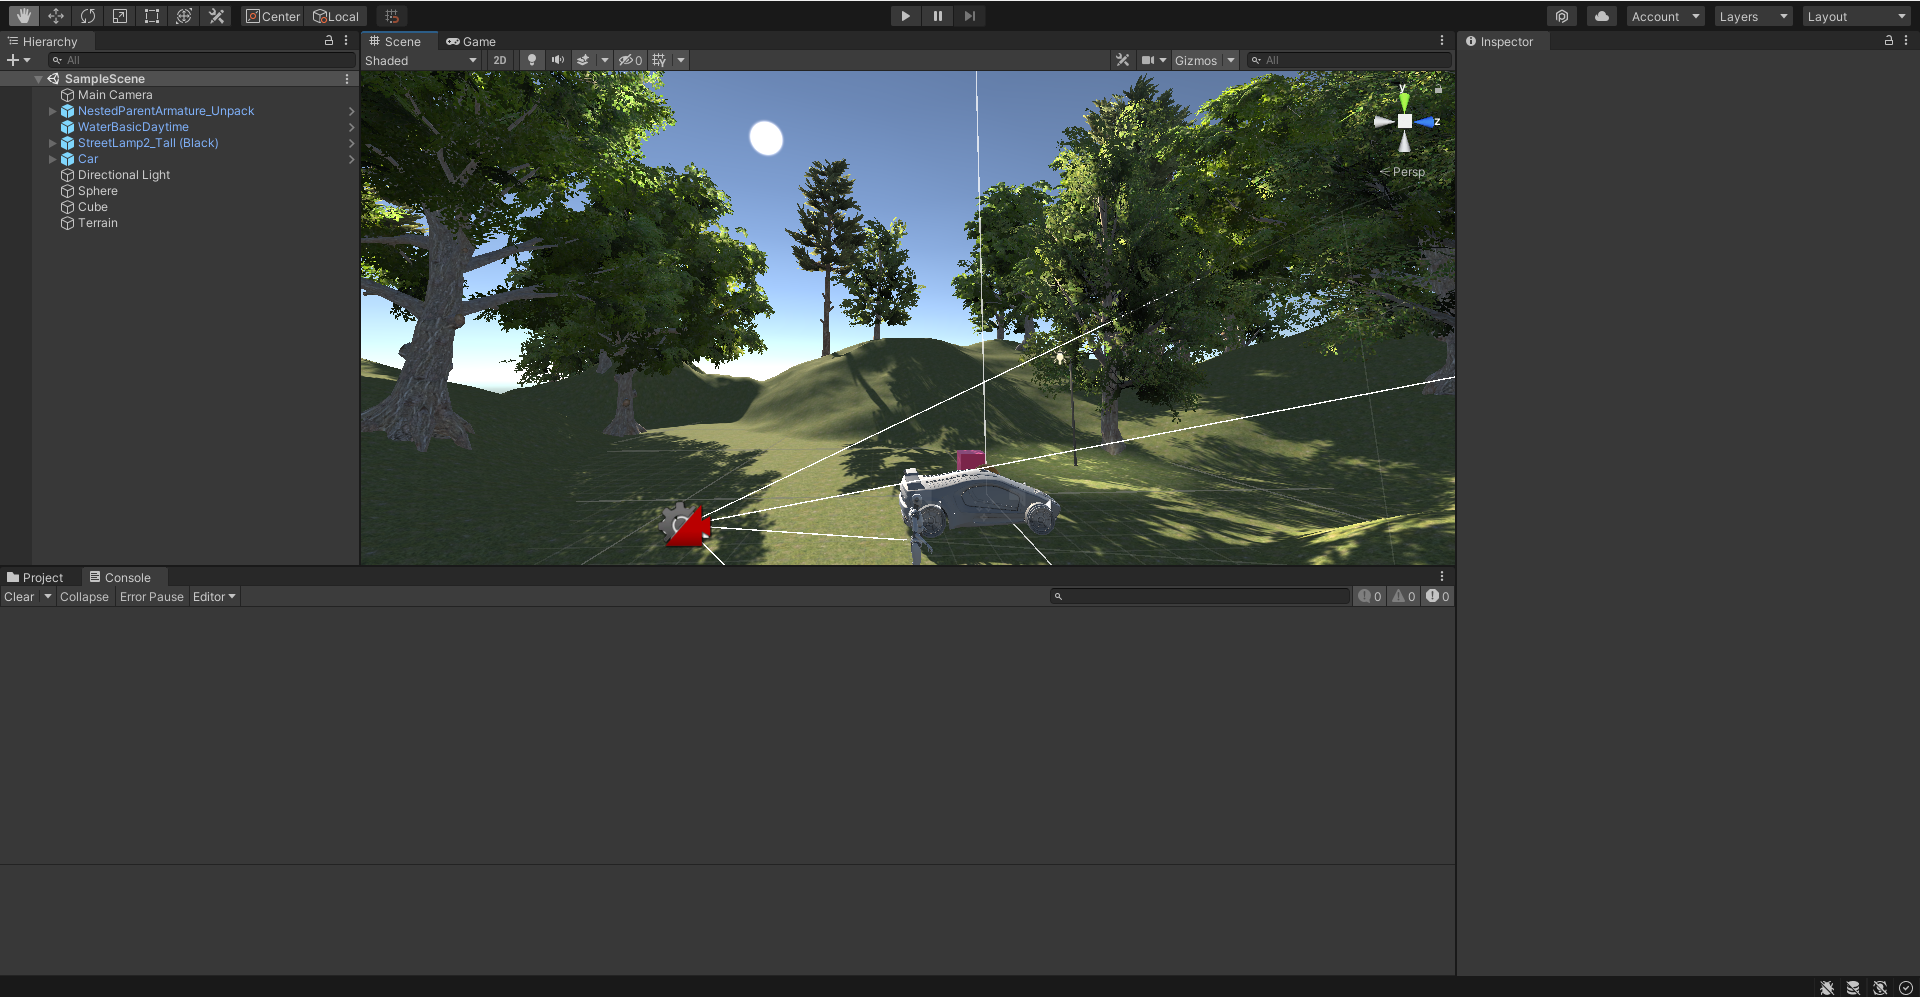 Center Local Account Layers Layout
Hierarchy
All
SampleScene
Main Camera
NestedParentArmature_Unpack
WaterBasicDaytime
StreetLamp2_Tall (Black)
Car
Directional Light
Sphere
Cube
Terrain
Scene Game
Shaded 2D 0 Gizmos All
y
z
Persp
Inspector
Project Console
Clear Collapse Error Pause Editor 0 0 0